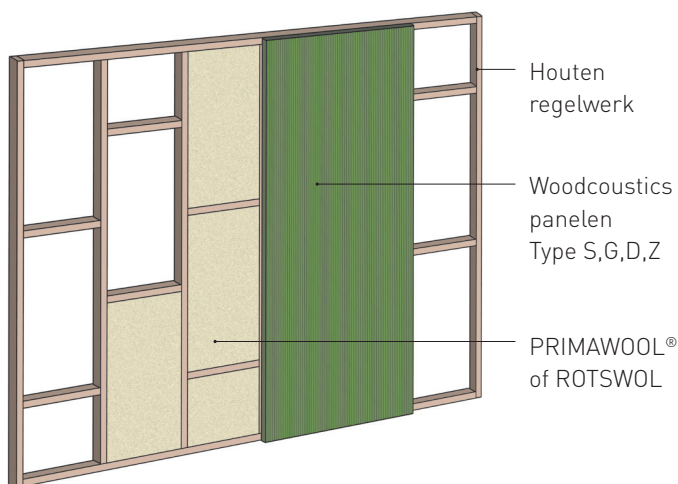 Houten
regelwerk
Woodcoustics
panelen
Type S,G,D,Z
PRIMAWOOL®
of ROTSWOL